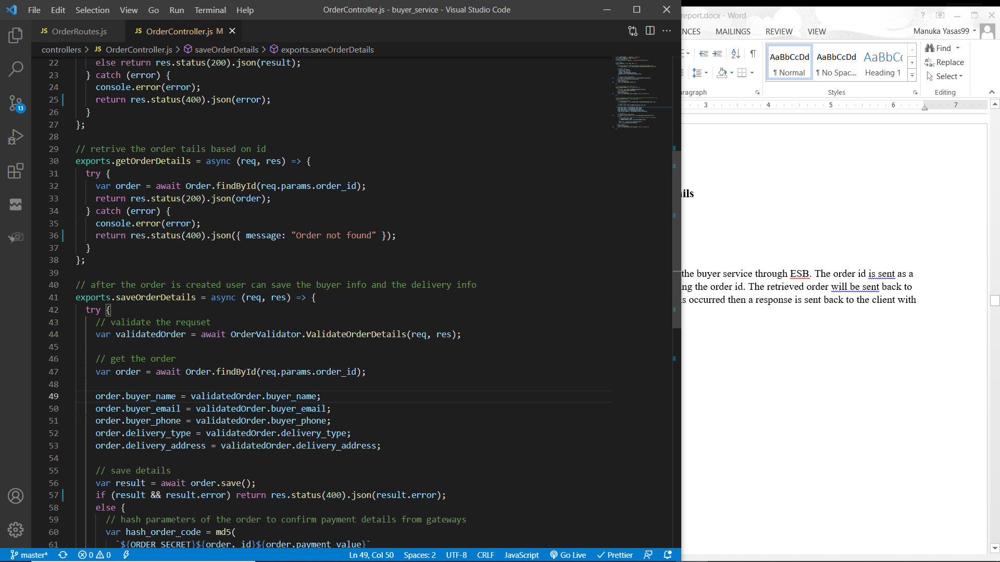 File Edit Selection View Go Run Terminal Help OrderController.js - buyer_service - Visual Studio Code
JS OrderRoutes.js JS OrderController.js M
controllers > JS OrderController.js > saveOrderDetails > exports.saveOrderDetails
22 else return res.status(200).json(result);
23 } catch (error) {
24 console.error(error);
25 return res.status(400).json(error);
26 }
27 };
28
29 // retrive the order tails based on id
30 exports.getOrderDetails = async (req, res) => {
31 try {
32 var order = await Order.findById(req.params.order_id);
33 return res.status(200).json(order);
34 } catch (error) {
35 console.error(error);
36 return res.status(400).json({ message: "Order not found" });
37 }
38 };
39
40 // after the order is created user can save the buyer info and the delivery info
41 exports.saveOrderDetails = async (req, res) => {
42 try {
43 // validate the requset
44 var validatedOrder = await OrderValidator.ValidateOrderDetails(req, res);
45
46 // get the order
47 var order = await Order.findById(req.params.order_id);
48
49 order.buyer_name = validatedOrder.buyer_name;
50 order.buyer_email = validatedOrder.buyer_email;
51 order.buyer_phone = validatedOrder.buyer_phone;
52 order.delivery_type = validatedOrder.delivery_type;
53 order.delivery_address = validatedOrder.delivery_address;
54
55 // save details
56 var result = await order.save();
57 if (result && result.error) return res.status(400).json(result.error);
58 else {
59 // hash parameters of the order to confirm payment details from gateways
60 var hash_order_code = md5(
61 `${ORDER_SECRET}${order._id}${order.payment_value}`
13
master* 0 0 Ln 49, Col 50 Spaces: 2 UTF-8 CRLF JavaScript Go Live Prettier
report.docx - Word
NCES MAILINGS REVIEW VIEW Manuka Yasas99
AaBbCcDd AaBbCcDd AaBbCc
¶ Normal ¶ No Spac... Heading 1
Find
Replace
Select
ragraph Styles Editing
3 4 5 6 7
ils
the buyer service through ESB. The order id is sent as a
ng the order id. The retrieved order will be sent back to
s occurred then a response is sent back to the client with